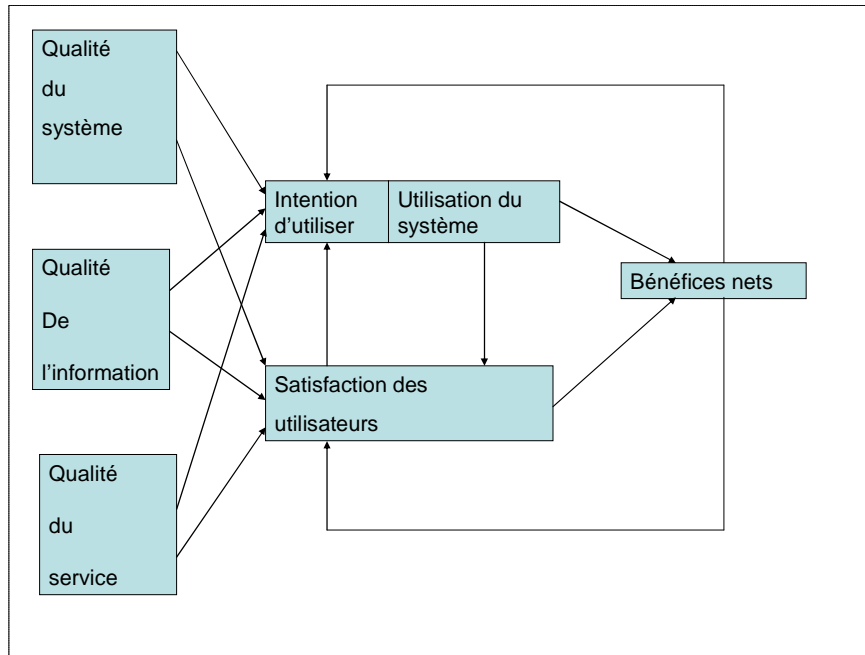 Qualité
du
système
Intention
d'utiliser
Utilisation du
système
Qualité
De
l'information
Bénéfices nets
Satisfaction des
utilisateurs
Qualité
du
service